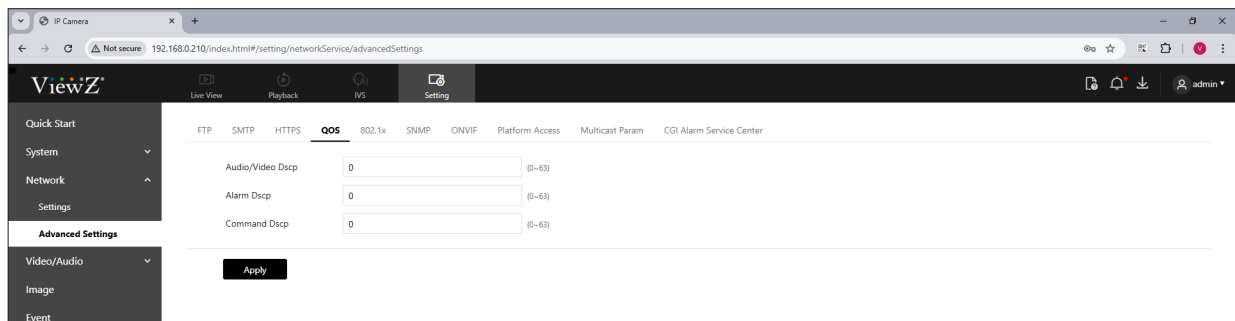 IP Camera
Not secure 192.168.0.210/index.html#/setting/networkService/advancedSettings
V
ViewZ
Live View Playback IVS Setting
AI
admin
Quick Start
System
Network
Settings
Advanced Settings
Video/Audio
Image
Event
FTP SMTP HTTPS QOS 802.1x SNMP ONVIF Platform Access Multicast Param CGI Alarm Service Center
Audio/Video Dscp 0 (0~63)
Alarm Dscp 0 (0~63)
Command Dscp 0 (0~63)
Apply